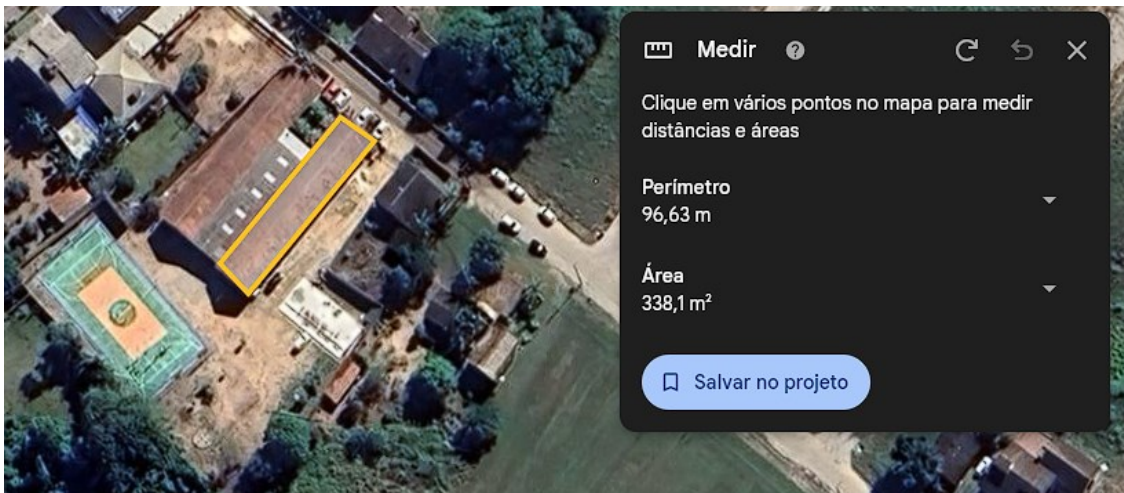 Medir
Clique em vários pontos no mapa para medir
distâncias e áreas
Perímetro
96,63 m
Área
338,1 m²
Salvar no projeto